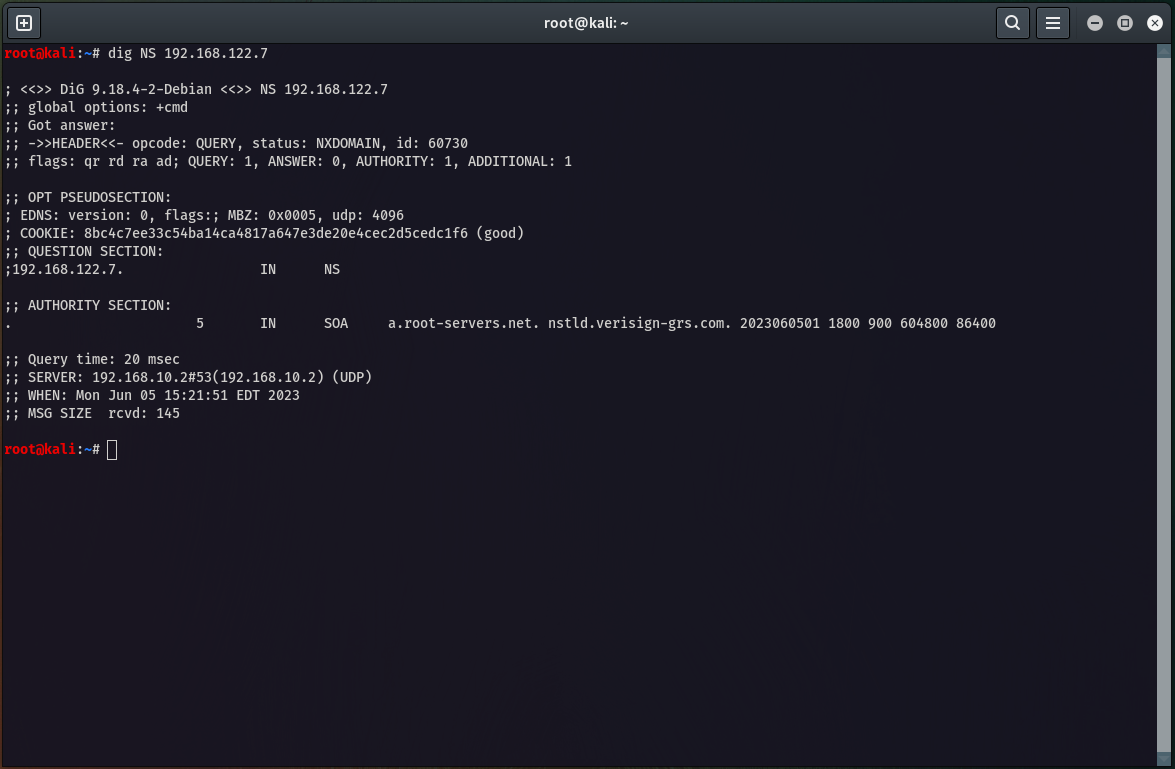 root@kali: ~
root@kali:~# dig NS 192.168.122.7
; <<>> DiG 9.18.4-2-Debian <<>> NS 192.168.122.7
;; global options: +cmd
;; Got answer:
;; ->>HEADER<<- opcode: QUERY, status: NXDOMAIN, id: 60730
;; flags: qr rd ra ad; QUERY: 1, ANSWER: 0, AUTHORITY: 1, ADDITIONAL: 1
;; OPT PSEUDOSECTION:
; EDNS: version: 0, flags:; MBZ: 0x0005, udp: 4096
; COOKIE: 8bc4c7ee33c54ba14ca4817a647e3de20e4cec2d5cedc1f6 (good)
;; QUESTION SECTION:
;192.168.122.7. IN NS
;; AUTHORITY SECTION:
. 5 IN SOA a.root-servers.net. nstld.verisign-grs.com. 2023060501 1800 900 604800 86400
;; Query time: 20 msec
;; SERVER: 192.168.10.2#53(192.168.10.2) (UDP)
;; WHEN: Mon Jun 05 15:21:51 EDT 2023
;; MSG SIZE  rcvd: 145
root@kali:~#